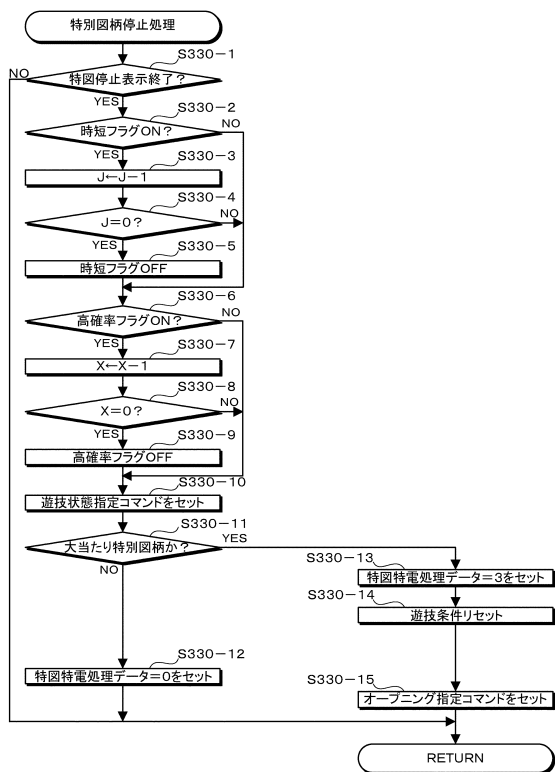 特別図柄停止処理
S330-1
特図停止表示終了？
NO
YES
S330-2
時短フラグON？
NO
YES
S330-3
J←J-1
S330-4
J=0？
NO
YES
S330-5
時短フラグOFF
S330-6
高確率フラグON？
NO
YES
S330-7
X←X-1
S330-8
X=0？
NO
YES
S330-9
高確率フラグOFF
S330-10
遊技状態指定コマンドをセット
S330-11
大当たり特別図柄か？
YES
NO
S330-13
特図特電処理データ=3をセット
S330-14
遊技条件リセット
S330-12
特図特電処理データ=0をセット
S330-15
オープニング指定コマンドをセット
RETURN